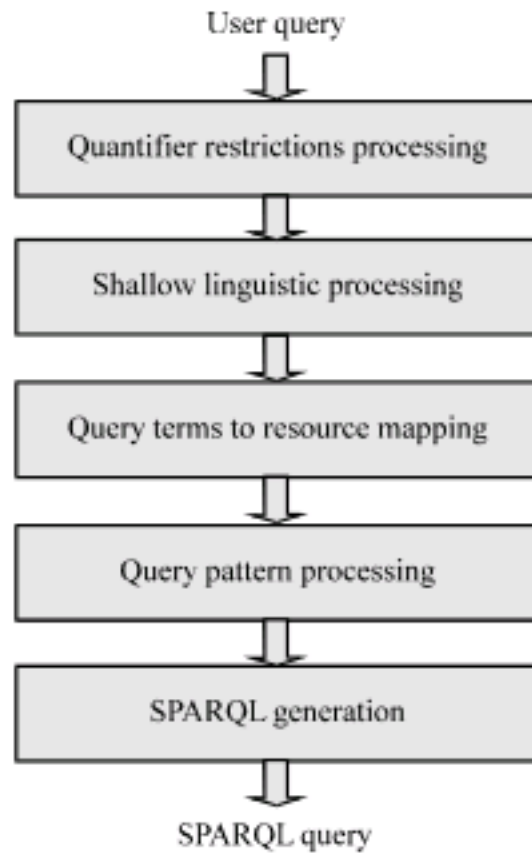 User query
Quantifier restrictions processing
Shallow linguistic processing
Query terms to resource mapping
Query pattern processing
SPARQL generation
SPARQL query